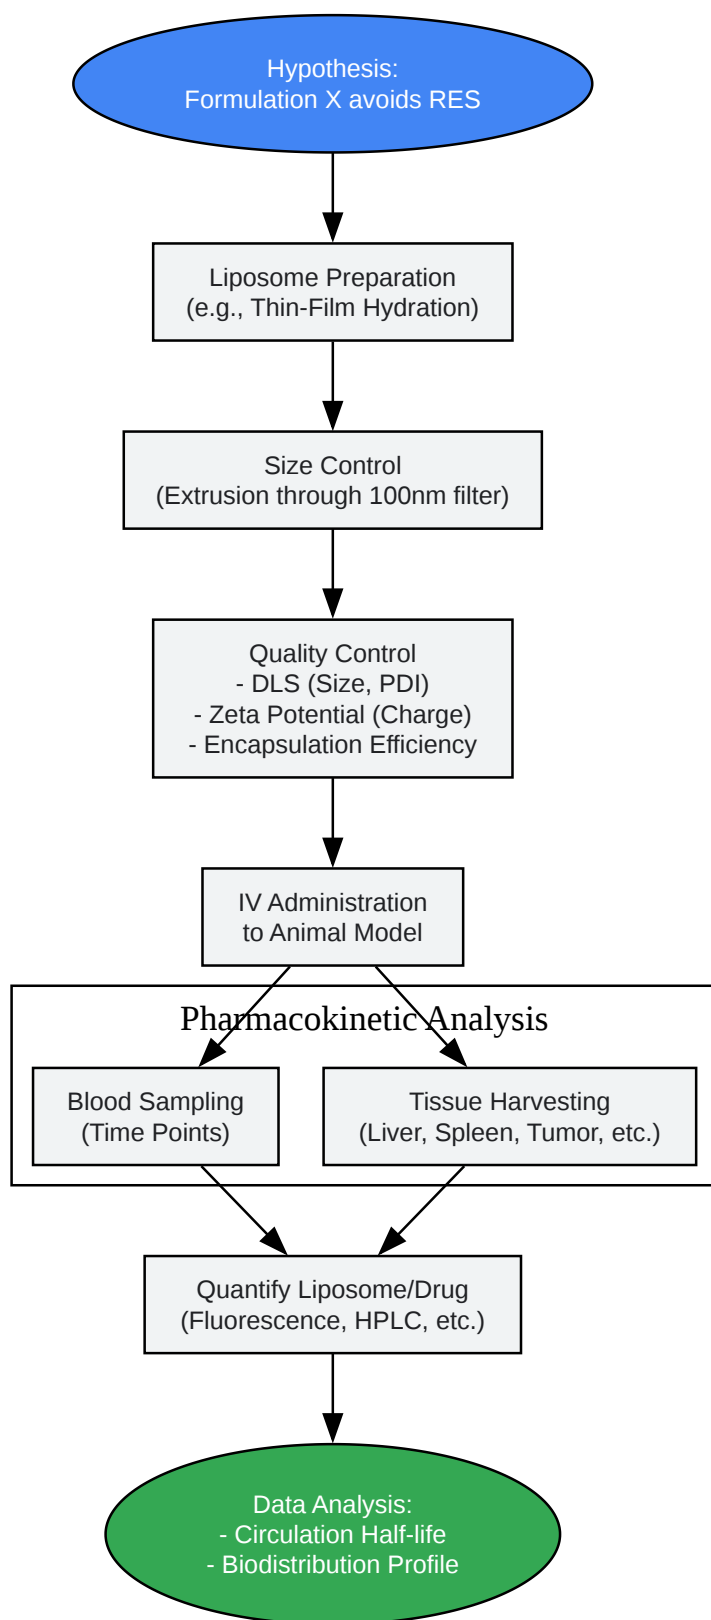 Hypothesis:
Formulation X avoids RES
Liposome Preparation
(e.g., Thin-Film Hydration)
Size Control
(Extrusion through 100nm filter)
Quality Control
- DLS (Size, PDI)
- Zeta Potential (Charge)
- Encapsulation Efficiency
IV Administration
to Animal Model
Pharmacokinetic Analysis
Blood Sampling
(Time Points)
Tissue Harvesting
(Liver, Spleen, Tumor, etc.)
Quantify Liposome/Drug
(Fluorescence, HPLC, etc.)
Data Analysis:
- Circulation Half-life
- Biodistribution Profile